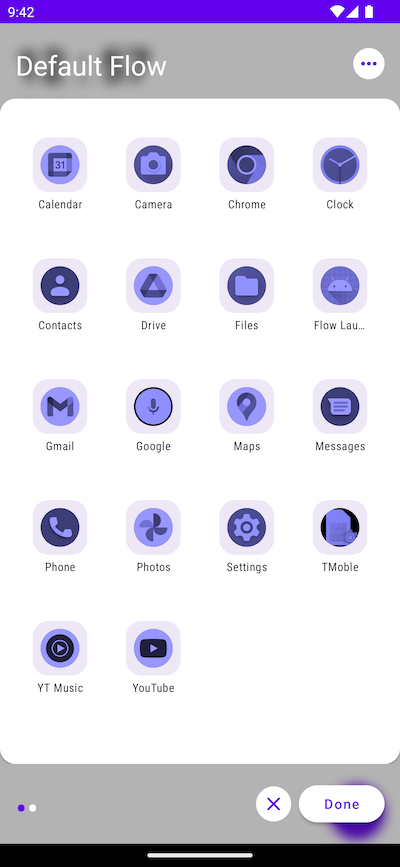 9:42
Default Flow
Calendar Camera Chrome Clock
Contacts Drive Files Flow Lau…
Gmail Google Maps Messages
Phone Photos Settings TMoble
YT Music YouTube
Done